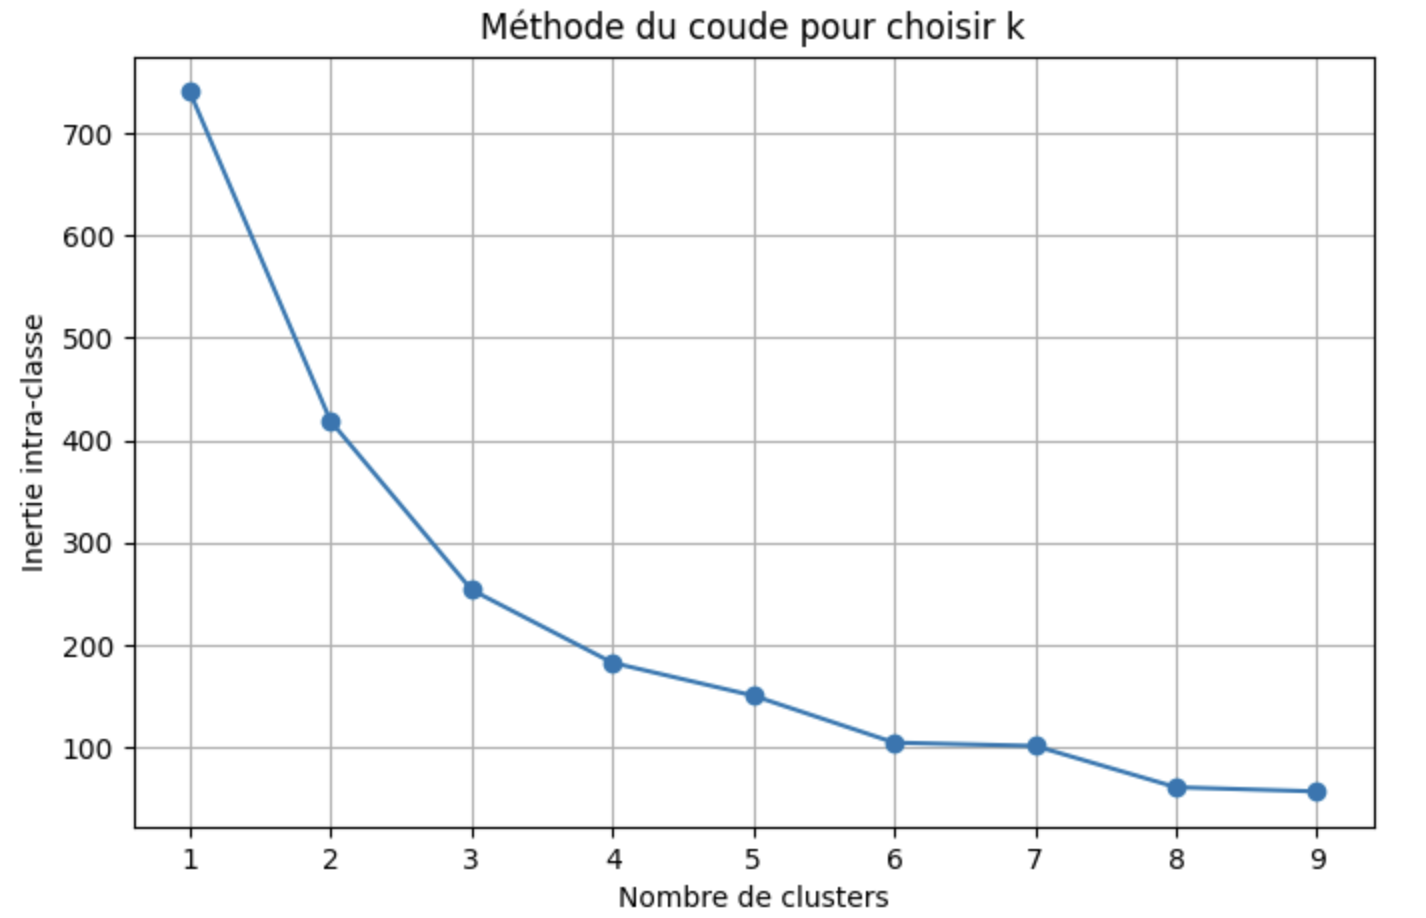 Méthode du coude pour choisir k
700
600
500
400
300
200
100
Inertie intra-classe
1 2 3 4 5 6 7 8 9
Nombre de clusters